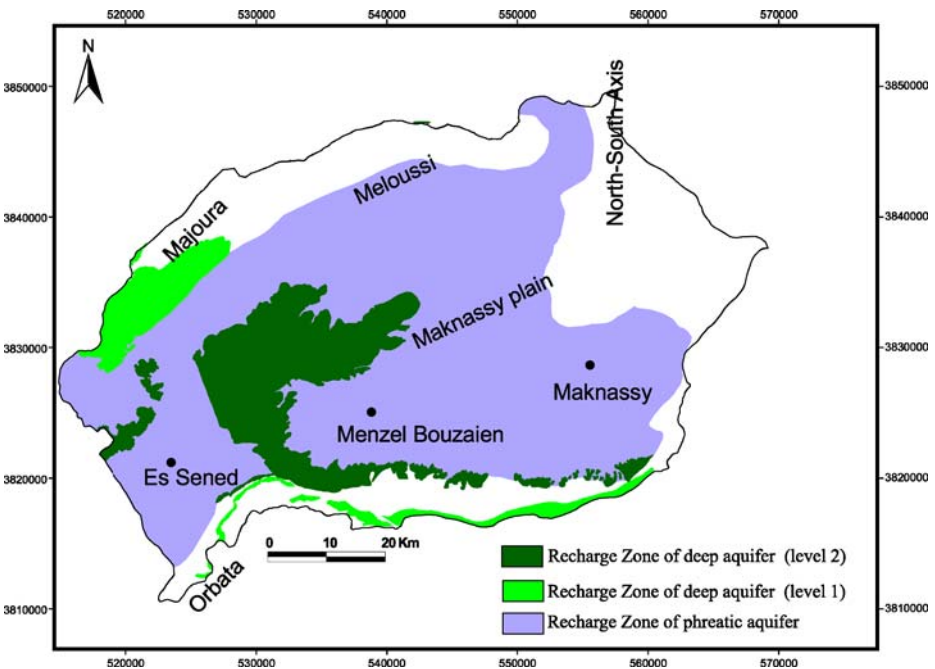 520000 530000 540000 550000 560000 570000
N
3850000 3850000
North-South Axis
Meloussi
3840000 3840000
Majoura
Maknassy plain
3830000 3830000
Maknassy
Menzel Bouzaien
Es Sened
3820000 3820000
0 10 20 Km
Recharge Zone of deep aquifer (level 2)
Orbata
Recharge Zone of deep aquifer (level 1)
3810000 3810000
Recharge Zone of phreatic aquifer
520000 530000 540000 550000 560000 570000